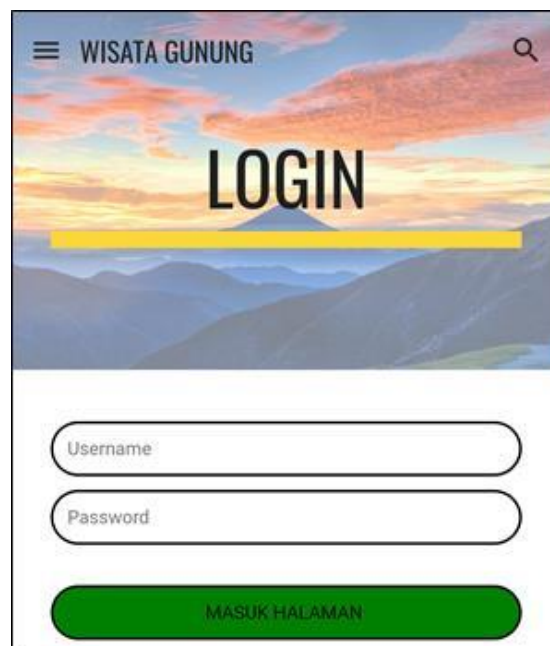 WISATA GUNUNG
LOGIN
Username
Password
MASUK HALAMAN